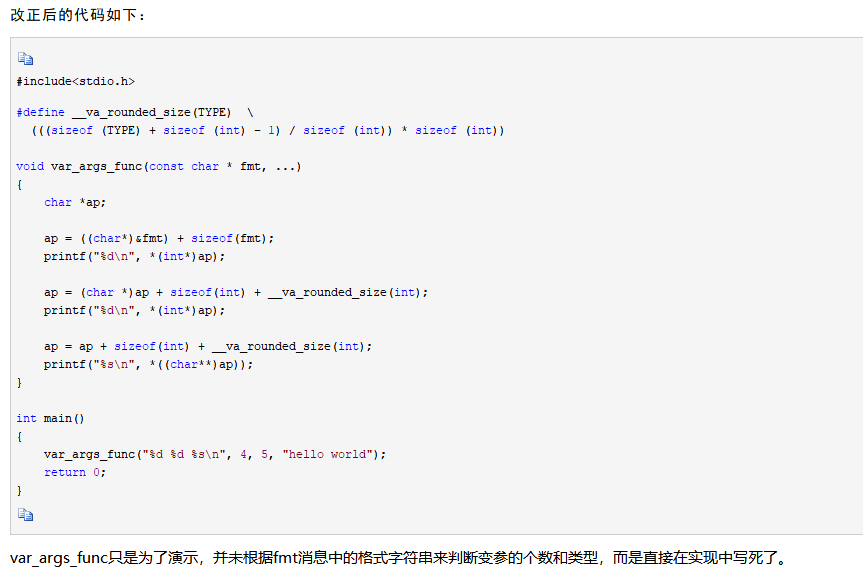 改正后的代码如下：
#include<stdio.h>
#define __va_rounded_size(TYPE)  \
  (((sizeof (TYPE) + sizeof (int) - 1) / sizeof (int)) * sizeof (int))
void var_args_func(const char * fmt, ...)
{
    char *ap;
    ap = ((char*)&fmt) + sizeof(fmt);
    printf("%d\n", *(int*)ap);
    ap = (char *)ap + sizeof(int) + __va_rounded_size(int);
    printf("%d\n", *(int*)ap);
    ap = ap + sizeof(int) + __va_rounded_size(int);
    printf("%s\n", *((char**)ap));
}
int main()
{
    var_args_func("%d %d %s\n", 4, 5, "hello world");
    return 0;
}
var_args_func只是为了演示，并未根据fmt消息中的格式字符串来判断变参的个数和类型，而是直接在实现中写死了。